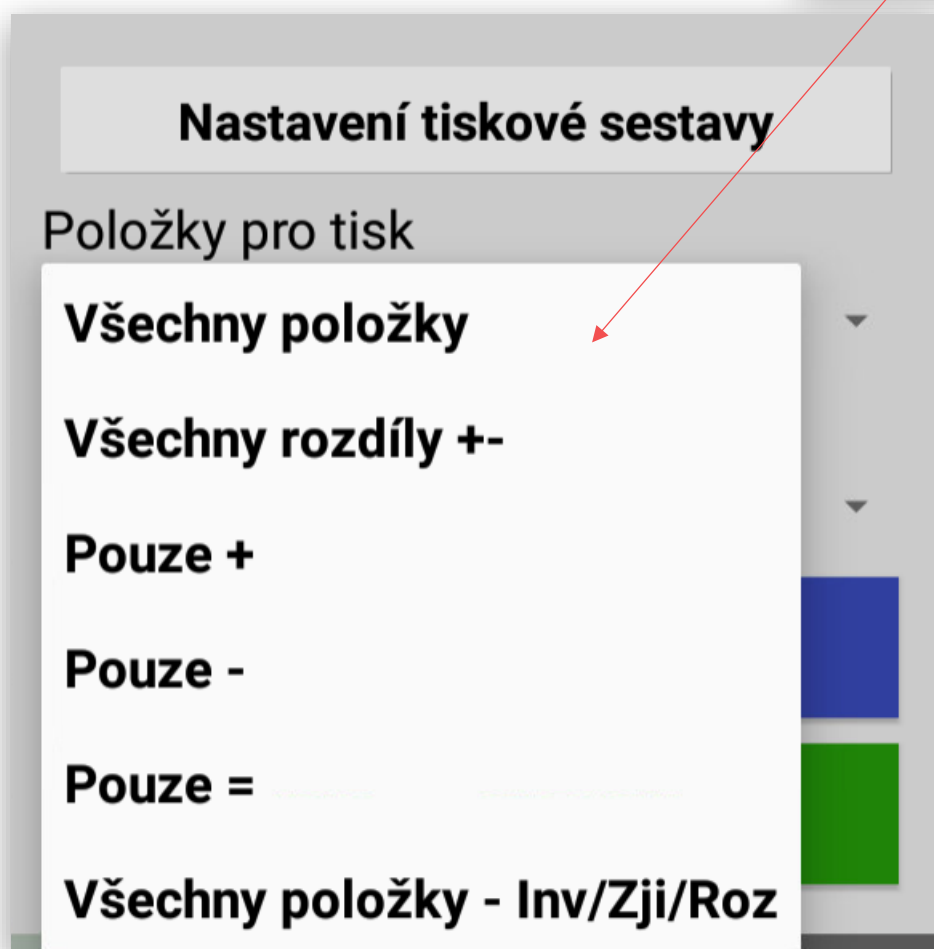 Nastavení tiskové sestavy
Položky pro tisk
Všechny položky
Všechny rozdíly +-
Pouze +
Pouze -
Pouze =
Všechny položky - Inv/Zji/Roz